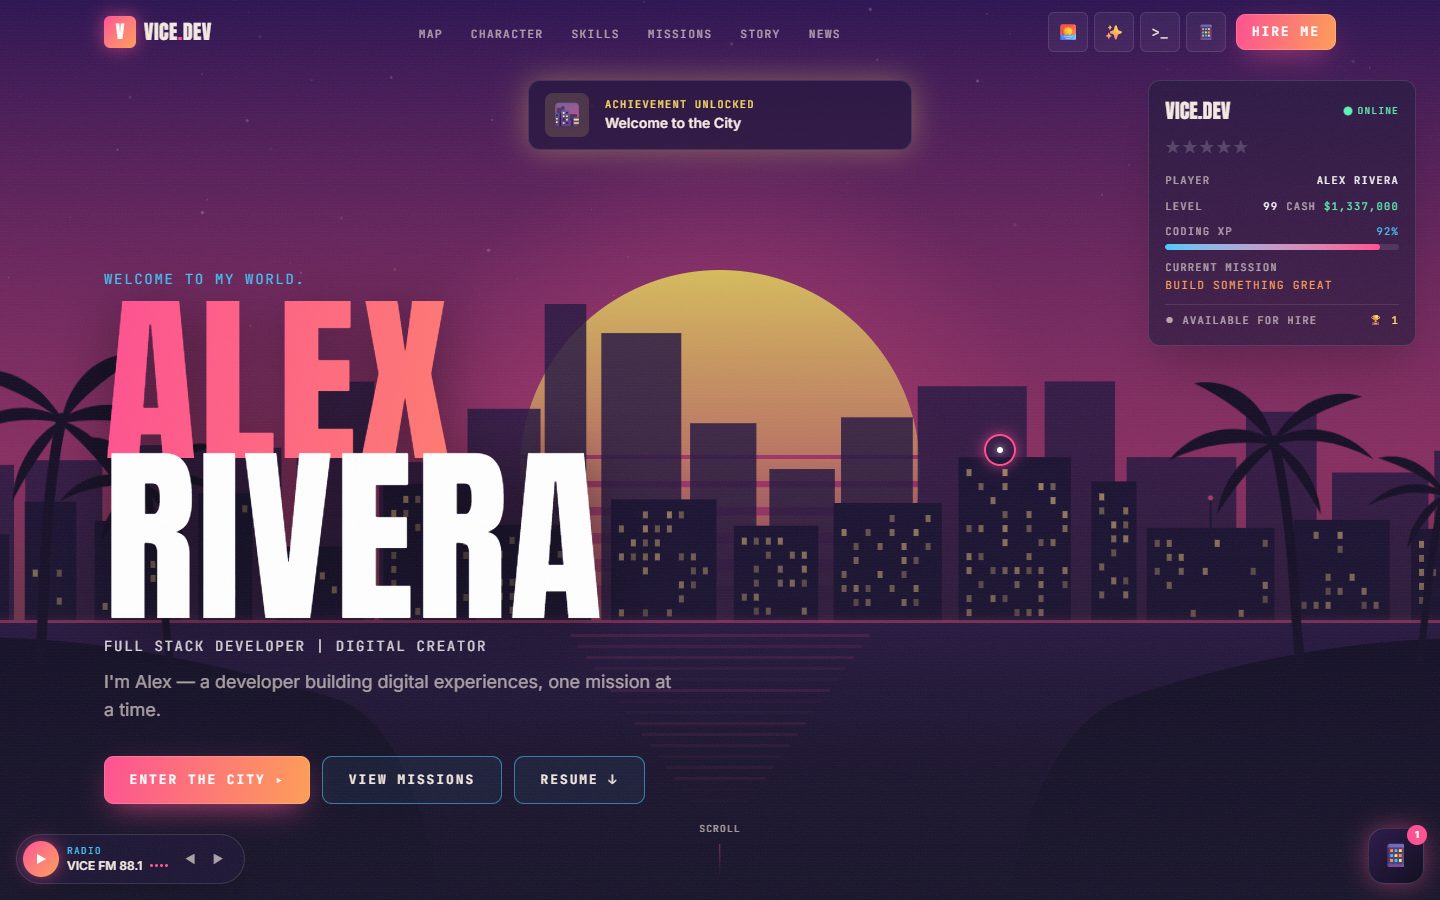 V VICE.DEV
MAP CHARACTER SKILLS MISSIONS STORY NEWS
>_
HIRE ME
ACHIEVEMENT UNLOCKED
Welcome to the City
VICE.DEV
ONLINE
★★★★★
PLAYER ALEX RIVERA
LEVEL 99 CASH $1,337,000
CODING XP 92%
CURRENT MISSION
BUILD SOMETHING GREAT
AVAILABLE FOR HIRE 1
WELCOME TO MY WORLD.
ALEX
RIVERA
FULL STACK DEVELOPER | DIGITAL CREATOR
I'm Alex — a developer building digital experiences, one mission at
a time.
ENTER THE CITY ▸
VIEW MISSIONS
RESUME ↓
SCROLL
RADIO
VICE FM 88.1
1